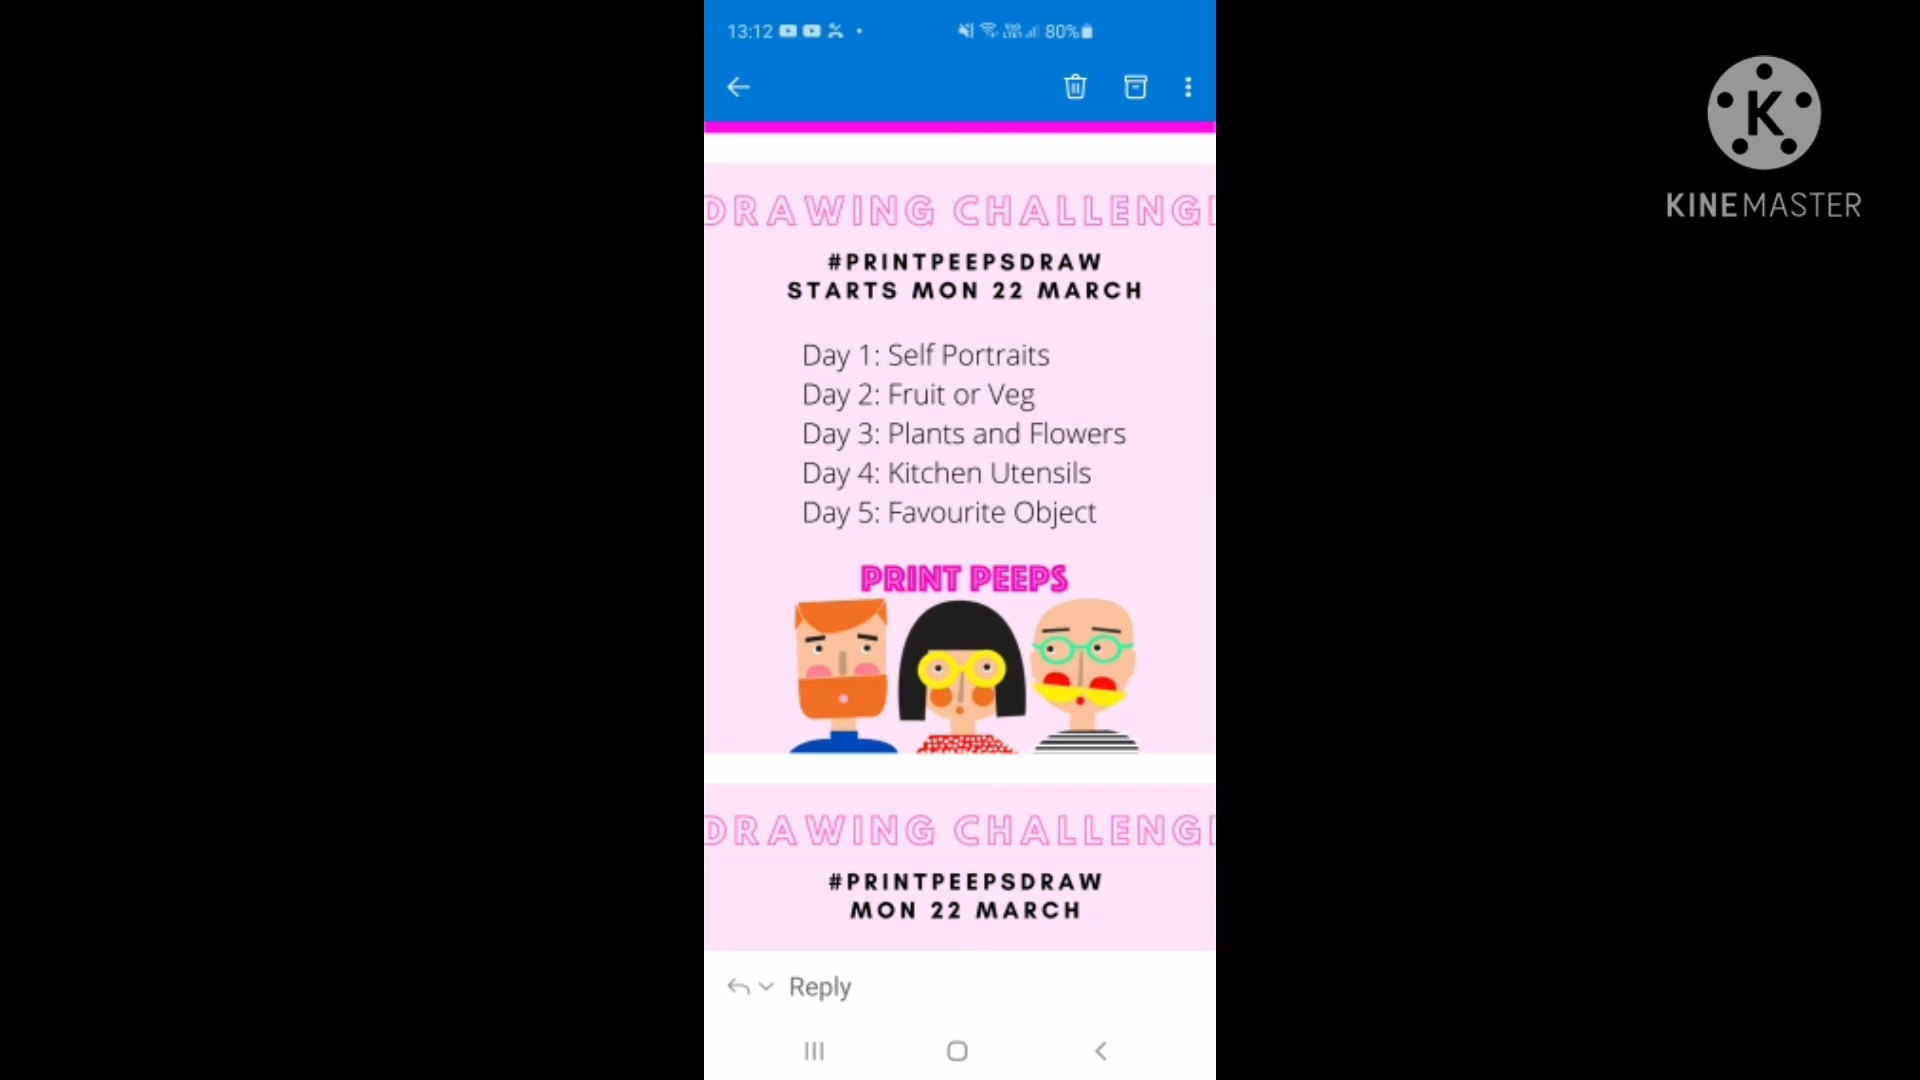 13:12 80%
DRAWING CHALLENGE
#PRINTPEEPSDRAW
STARTS MON 22 MARCH
Day 1: Self Portraits
Day 2: Fruit or Veg
Day 3: Plants and Flowers
Day 4: Kitchen Utensils
Day 5: Favourite Object
PRINT PEEPS
DRAWING CHALLENGE
#PRINTPEEPSDRAW
MON 22 MARCH
Reply
K
KINEMASTER